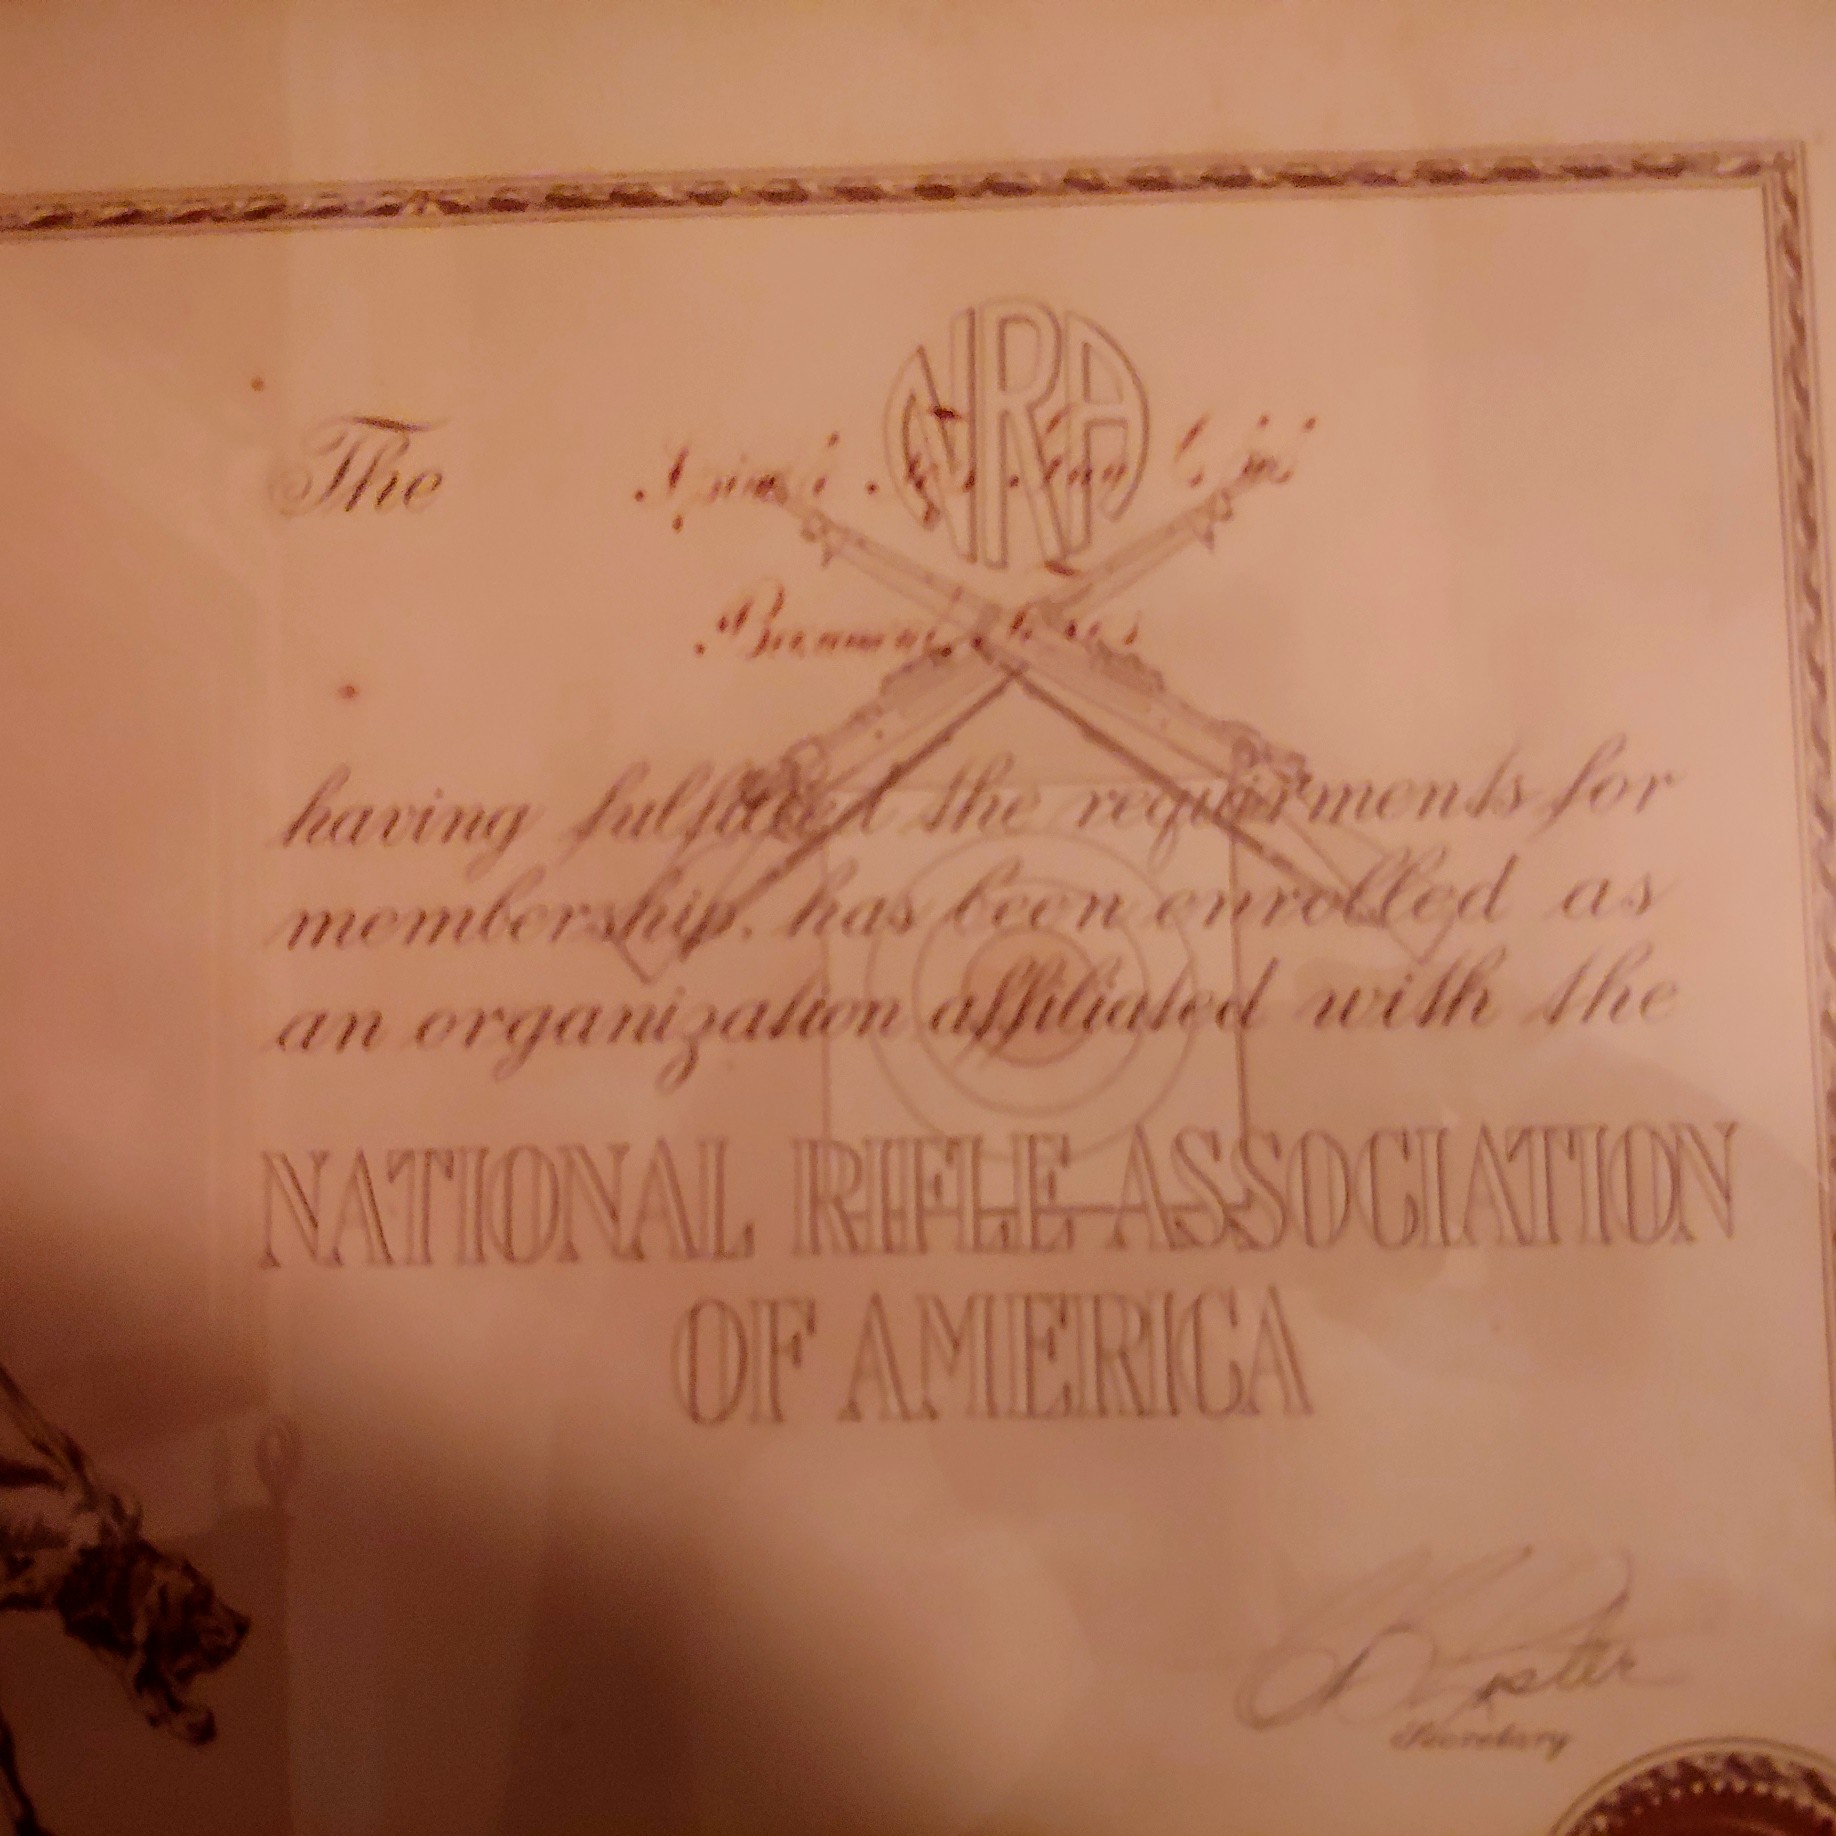 NRA
The
having fulfilled the requirments for
membership, has been enrolled as
an organization affiliated with the
NATIONAL RIFLE ASSOCIATION
OF AMERICA
Secretary